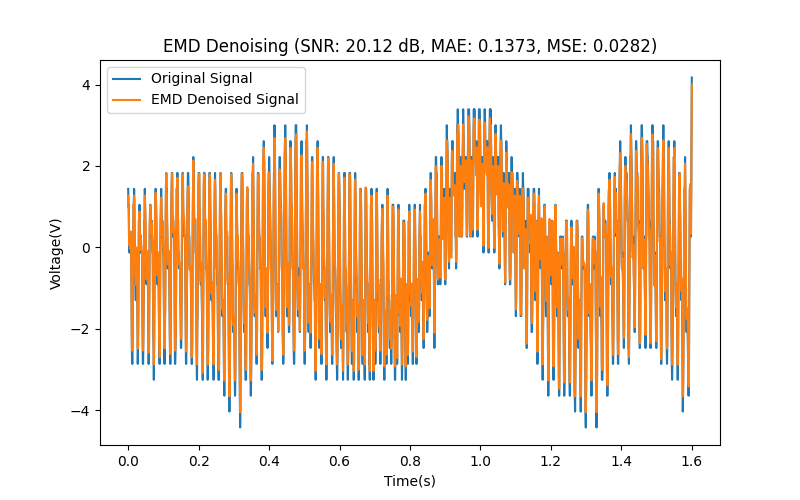 EMD Denoising (SNR: 20.12 dB, MAE: 0.1373, MSE: 0.0282)
Original Signal
EMD Denoised Signal
4
2
0
−2
−4
Voltage(V)
0.0 0.2 0.4 0.6 0.8 1.0 1.2 1.4 1.6
Time(s)